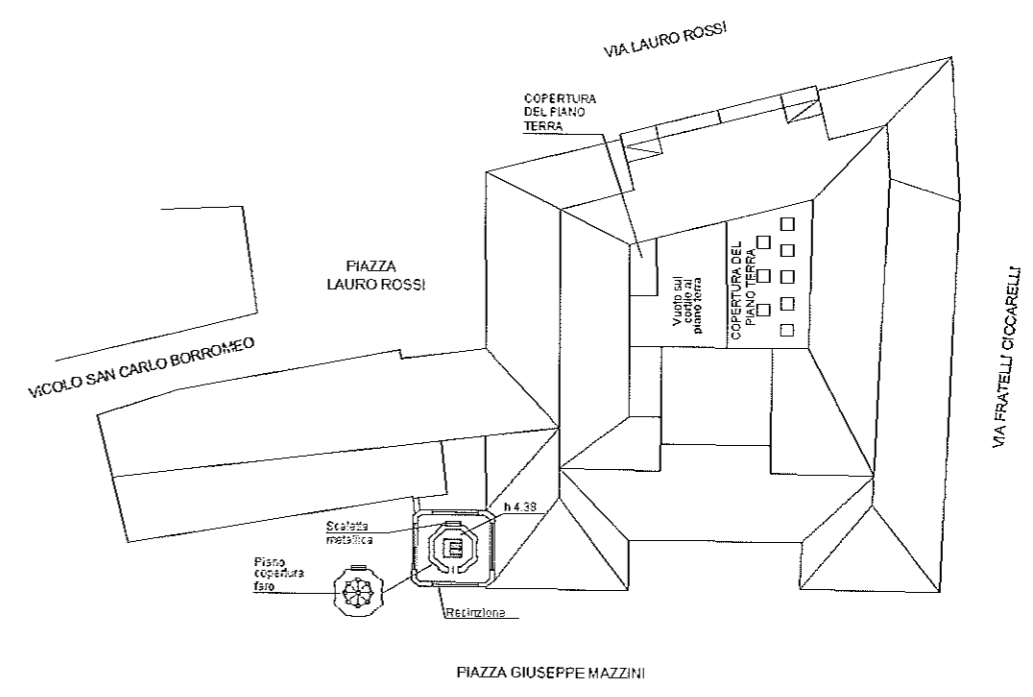 VIA LAURO ROSSI
COPERTURA
DEL PIANO
TERRA
PIAZZA
LAURO ROSSI
Vuoto sul
cortile al
piano terra
COPERTURA DEL
PIANO TERRA
VIA FRATELLI CICCARELLI
VICOLO SAN CARLO BORROMEO
h 4.38
Scaletta
metallica
Piano
copertura
faro
Recinzione
PIAZZA GIUSEPPE MAZZINI